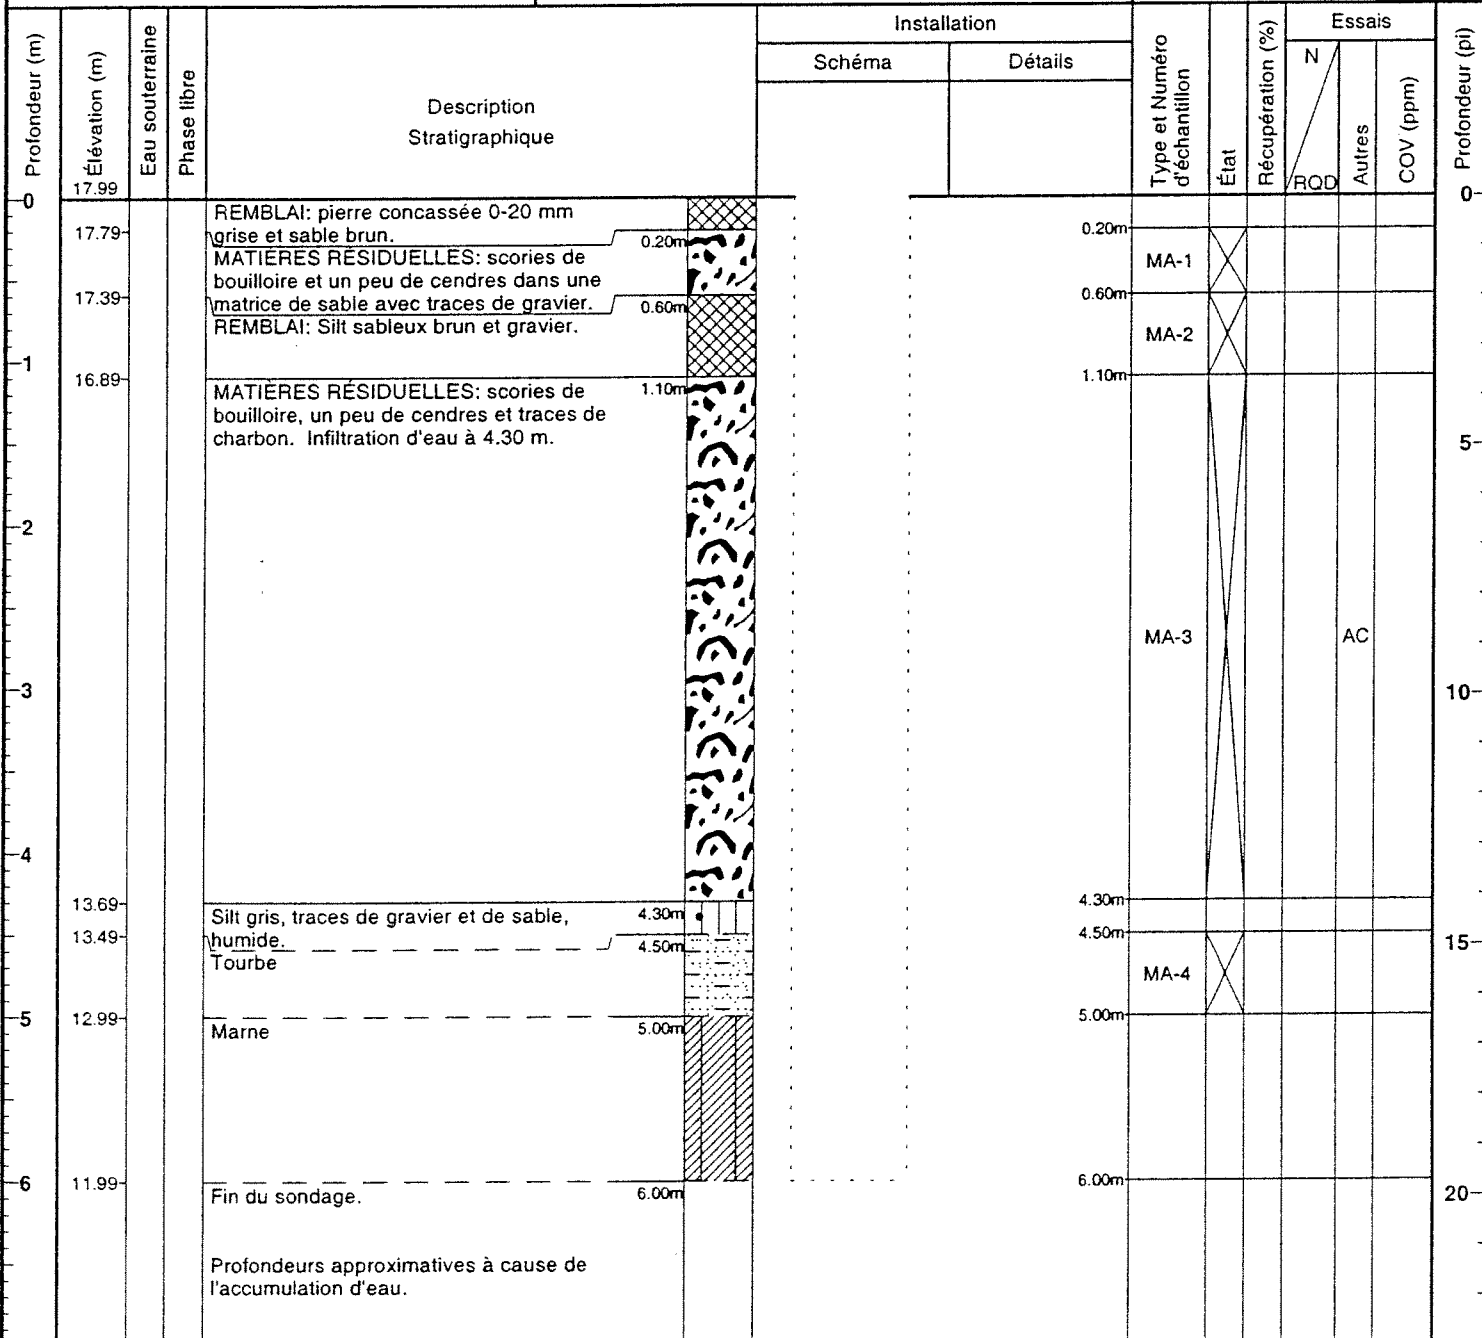 Profondeur (m)
Élévation (m)
Eau souterraine
Phase libre
Description
Stratigraphique
Installation
Schéma
Détails
Type et Numéro
d'échantillon
État
Récupération (%)
Essais
N
RQD
Autres
COV (ppm)
Profondeur (pi)
17.99
0
0
REMBLAI: pierre concassée 0-20 mm
grise et sable brun.
17.79
0.20m
0.20m
MATIÈRES RÉSIDUELLES: scories de
bouilloire et un peu de cendres dans une
matrice de sable avec traces de gravier.
MA-1
17.39
0.60m
0.60m
REMBLAI: Silt sableux brun et gravier.
MA-2
1
16.89
1.10m
1.10m
MATIÈRES RÉSIDUELLES: scories de
bouilloire, un peu de cendres et traces de
charbon. Infiltration d'eau à 4.30 m.
5
2
MA-3
AC
3
10
4
13.69
4.30m
4.30m
Silt gris, traces de gravier et de sable,
humide.
13.49
4.50m
4.50m
15
Tourbe
MA-4
5
12.99
5.00m
5.00m
Marne
6
11.99
6.00m
6.00m
Fin du sondage.
20
Profondeurs approximatives à cause de
l'accumulation d'eau.